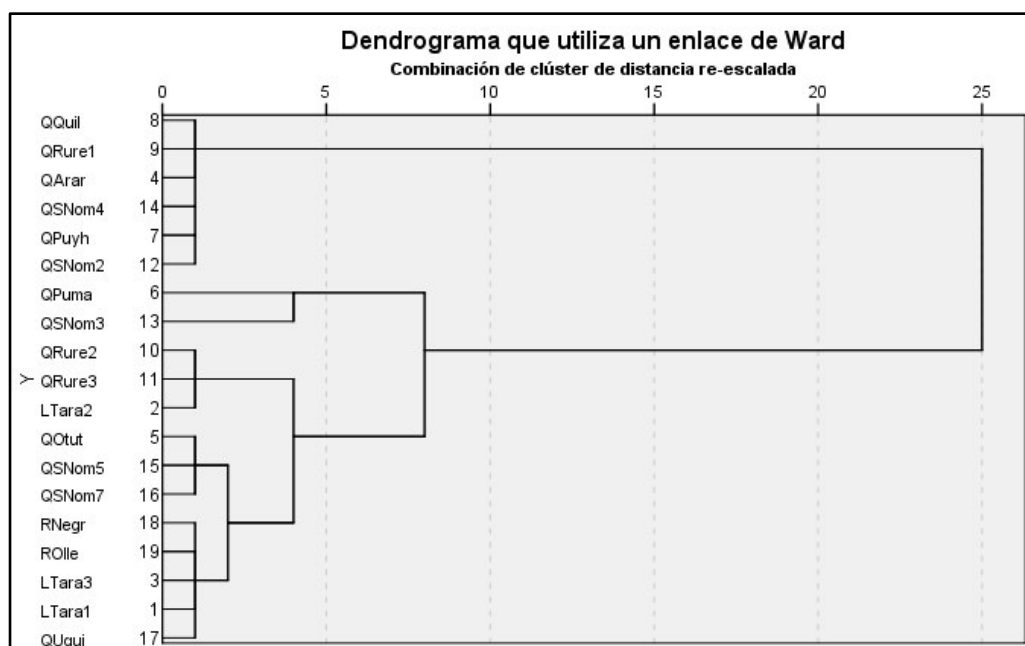 Dendrograma que utiliza un enlace de Ward
Combinación de clúster de distancia re-escalada
0 5 10 15 20 25
QQuil 8
QRure1 9
QArar 4
QSNom4 14
QPuyh 7
QSNom2 12
QPuma 6
QSNom3 13
QRure2 10
Y
QRure3 11
LTara2 2
QOtut 5
QSNom5 15
QSNom7 16
RNegr 18
ROlle 19
LTara3 3
LTara1 1
QUqui 17